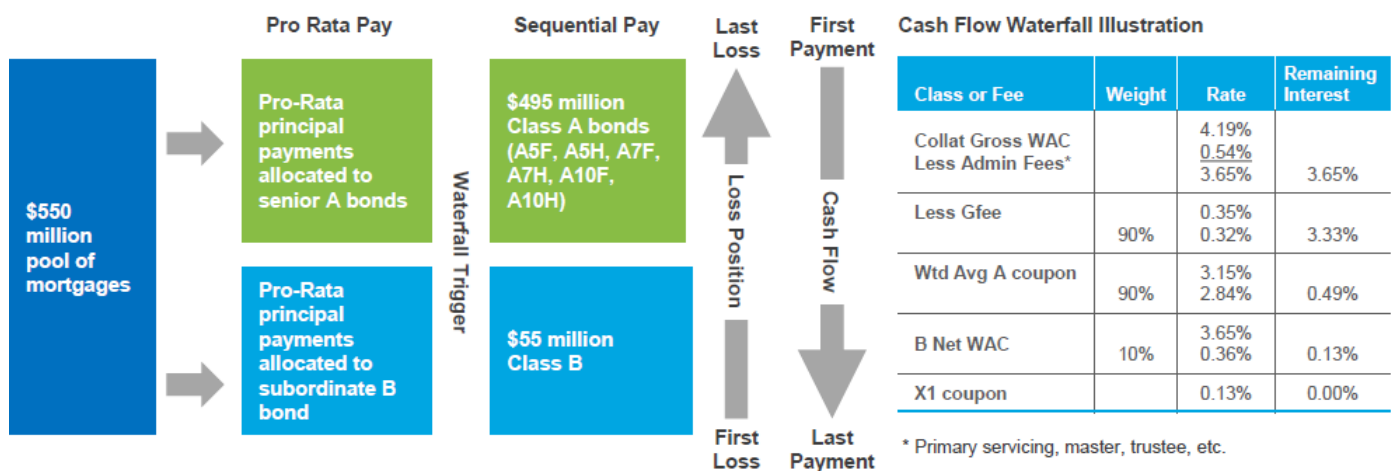 Pro Rata Pay
Sequential Pay
Last
Loss
First
Payment
Cash Flow Waterfall Illustration
$550
million
pool of
mortgages
Pro-Rata
principal
payments
allocated to
senior A bonds
Pro-Rata
principal
payments
allocated to
subordinate B
bond
Waterfall Trigger
$495 million
Class A bonds
(A5F, A5H, A7F,
A7H, A10F,
A10H)
$55 million
Class B
Loss Position
Cash Flow
First
Loss
Last
Payment
Class or Fee Weight Rate Remaining Interest
Collat Gross WAC 4.19%
Less Admin Fees* 0.54%
3.65% 3.65%
Less Gfee 0.35%
90% 0.32% 3.33%
Wtd Avg A coupon 3.15%
90% 2.84% 0.49%
B Net WAC 3.65%
10% 0.36% 0.13%
X1 coupon 0.13% 0.00%
* Primary servicing, master, trustee, etc.